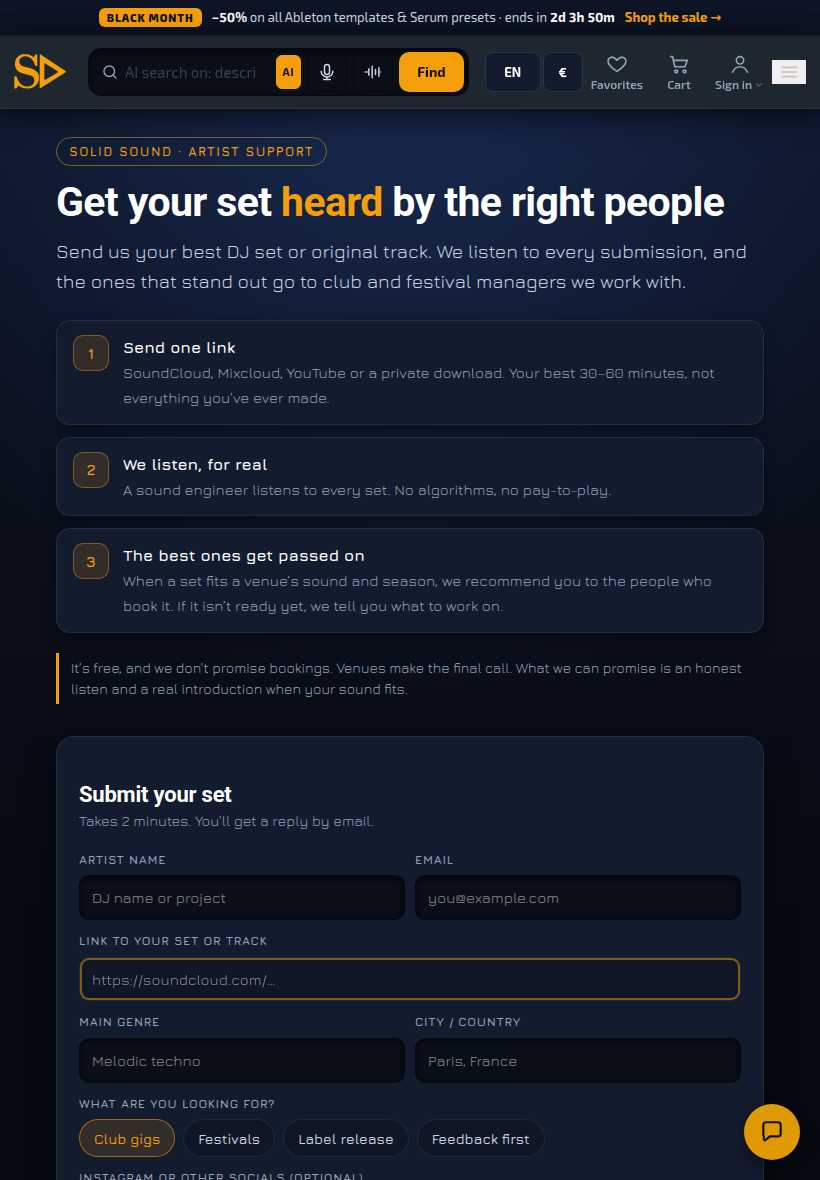 BLACK MONTH −50% on all Ableton templates & Serum presets · ends in 2d 3h 50m Shop the sale →
S AI search on: descri AI Find EN € Favorites Cart Sign in
SOLID SOUND · ARTIST SUPPORT
Get your set heard by the right people
Send us your best DJ set or original track. We listen to every submission, and
the ones that stand out go to club and festival managers we work with.
1 Send one link
SoundCloud, Mixcloud, YouTube or a private download. Your best 30–60 minutes, not
everything you've ever made.
2 We listen, for real
A sound engineer listens to every set. No algorithms, no pay-to-play.
3 The best ones get passed on
When a set fits a venue's sound and season, we recommend you to the people who
book it. If it isn't ready yet, we tell you what to work on.
It's free, and we don't promise bookings. Venues make the final call. What we can promise is an honest
listen and a real introduction when your sound fits.
Submit your set
Takes 2 minutes. You'll get a reply by email.
ARTIST NAME EMAIL
DJ name or project you@example.com
LINK TO YOUR SET OR TRACK
https://soundcloud.com/...
MAIN GENRE CITY / COUNTRY
Melodic techno Paris, France
WHAT ARE YOU LOOKING FOR?
Club gigs Festivals Label release Feedback first
INSTAGRAM OR OTHER SOCIALS (OPTIONAL)